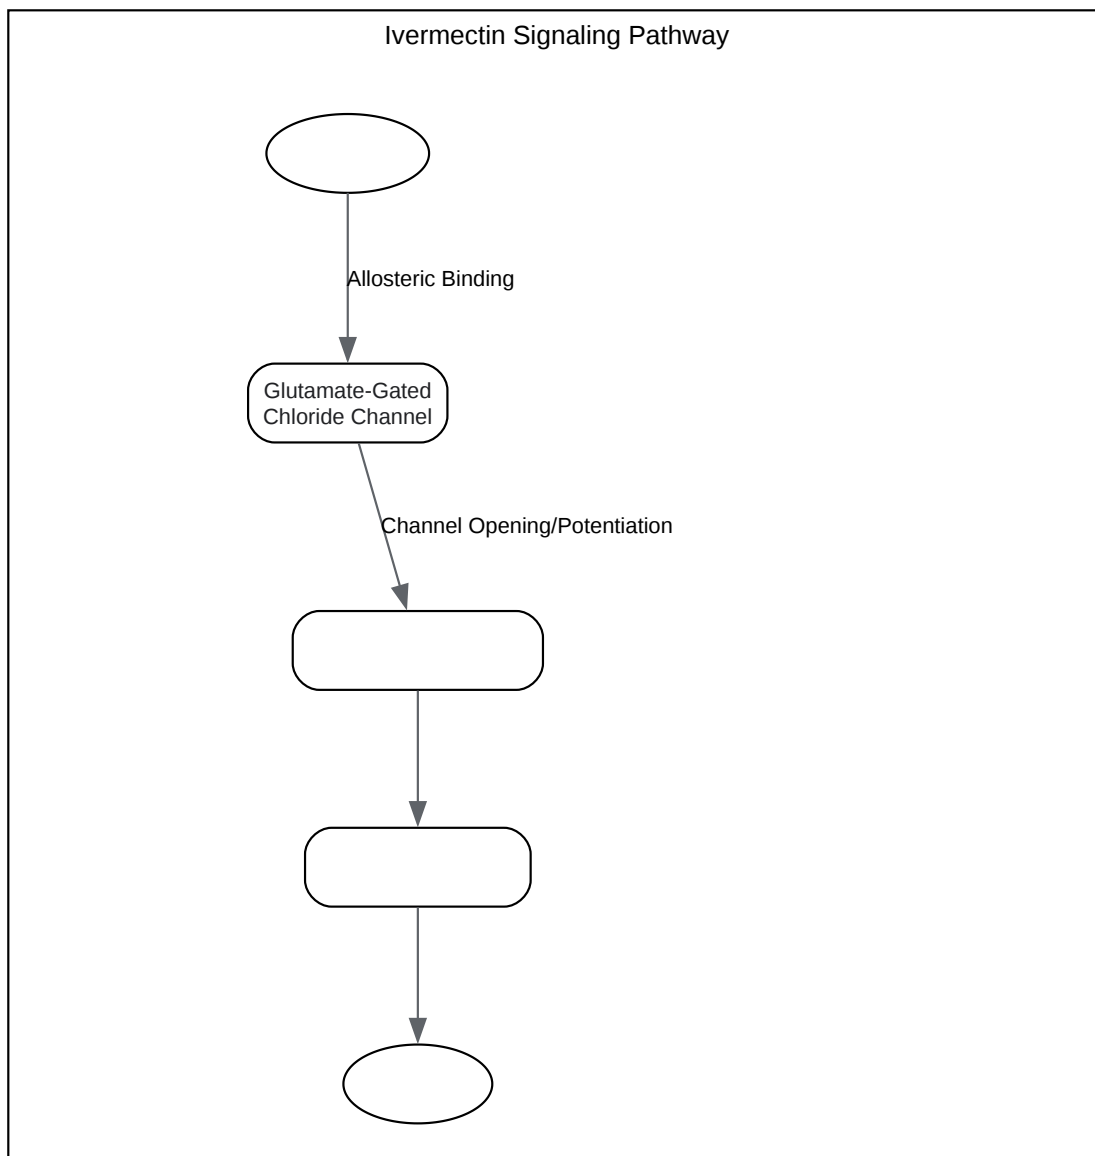 Ivermectin Signaling Pathway
Allosteric Binding
Glutamate-Gated
Chloride Channel
Channel Opening/Potentiation